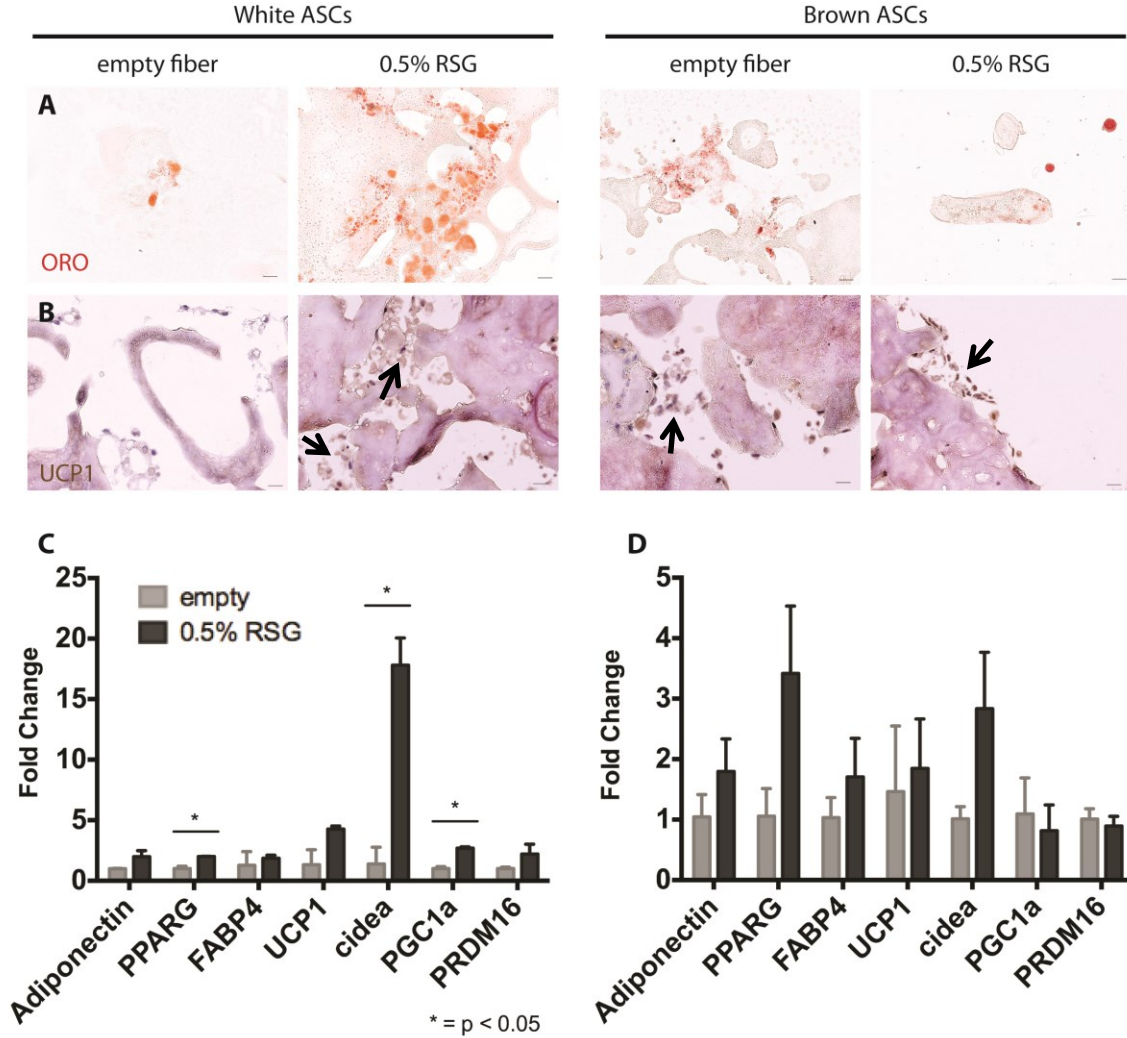 White ASCs
Brown ASCs
empty fiber
0.5% RSG
empty fiber
0.5% RSG
A
ORO
B
UCP1
C
25
20
15
10
5
0
Fold Change
empty
0.5% RSG
*
*
*
Adiponectin
PPARG
FABP4
UCP1
cidea
PGC1a
PRDM16
* = p < 0.05
D
5
4
3
2
1
0
Fold Change
Adiponectin
PPARG
FABP4
UCP1
cidea
PGC1a
PRDM16